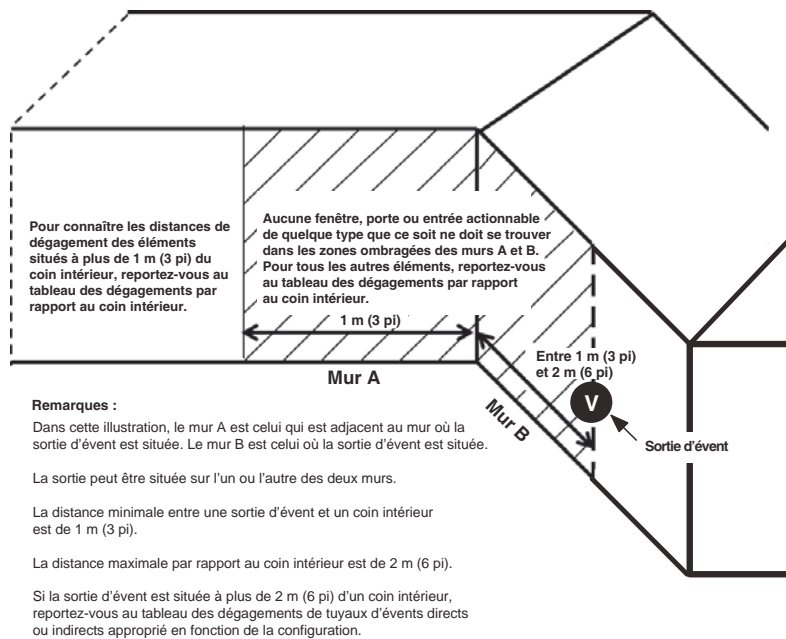 Pour connaître les distances de
dégagement des éléments
situés à plus de 1 m (3 pi) du
coin intérieur, reportez-vous au
tableau des dégagements par
rapport au coin intérieur.
Aucune fenêtre, porte ou entrée actionnable
de quelque type que ce soit ne doit se trouver
dans les zones ombragées des murs A et B.
Pour tous les autres éléments, reportez-vous
au tableau des dégagements par rapport
au coin intérieur.
1 m (3 pi)
Mur A
Entre 1 m (3 pi)
et 2 m (6 pi)
Mur B
V
Sortie d'évent
Remarques :
Dans cette illustration, le mur A est celui qui est adjacent au mur où la
sortie d'évent est située. Le mur B est celui où la sortie d'évent est située.
La sortie peut être située sur l'un ou l'autre des deux murs.
La distance minimale entre une sortie d'évent et un coin intérieur
est de 1 m (3 pi).
La distance maximale par rapport au coin intérieur est de 2 m (6 pi).
Si la sortie d'évent est située à plus de 2 m (6 pi) d'un coin intérieur,
reportez-vous au tableau des dégagements de tuyaux d'évents directs
ou indirects approprié en fonction de la configuration.